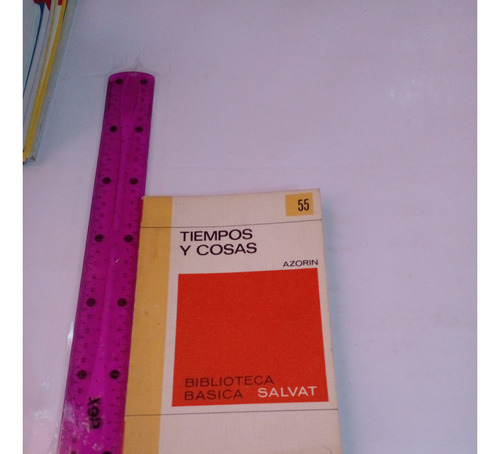 55
TIEMPOS
Y COSAS
AZORIN
BIBLIOTECA
BASICA SALVAT